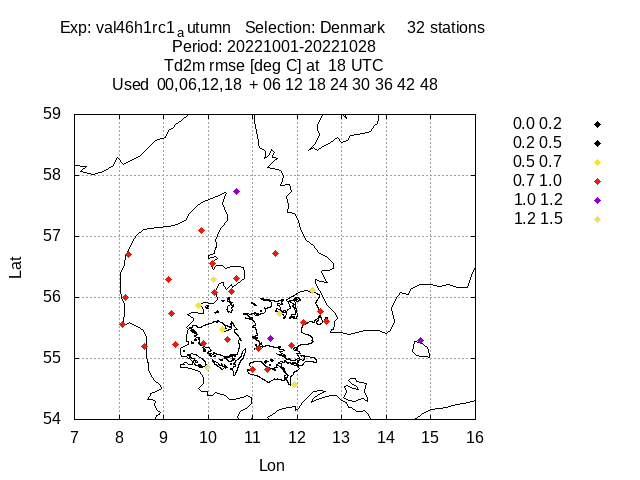 Exp: val46h1rc1_autumn Selection: Denmark 32 stations
Period: 20221001-20221028
Td2m rmse [deg C] at 18 UTC
Used 00,06,12,18 + 06 12 18 24 30 36 42 48
59
58
57
56
55
54
Lat
7 8 9 10 11 12 13 14 15 16
Lon
0.0 0.2
0.2 0.5
0.5 0.7
0.7 1.0
1.0 1.2
1.2 1.5